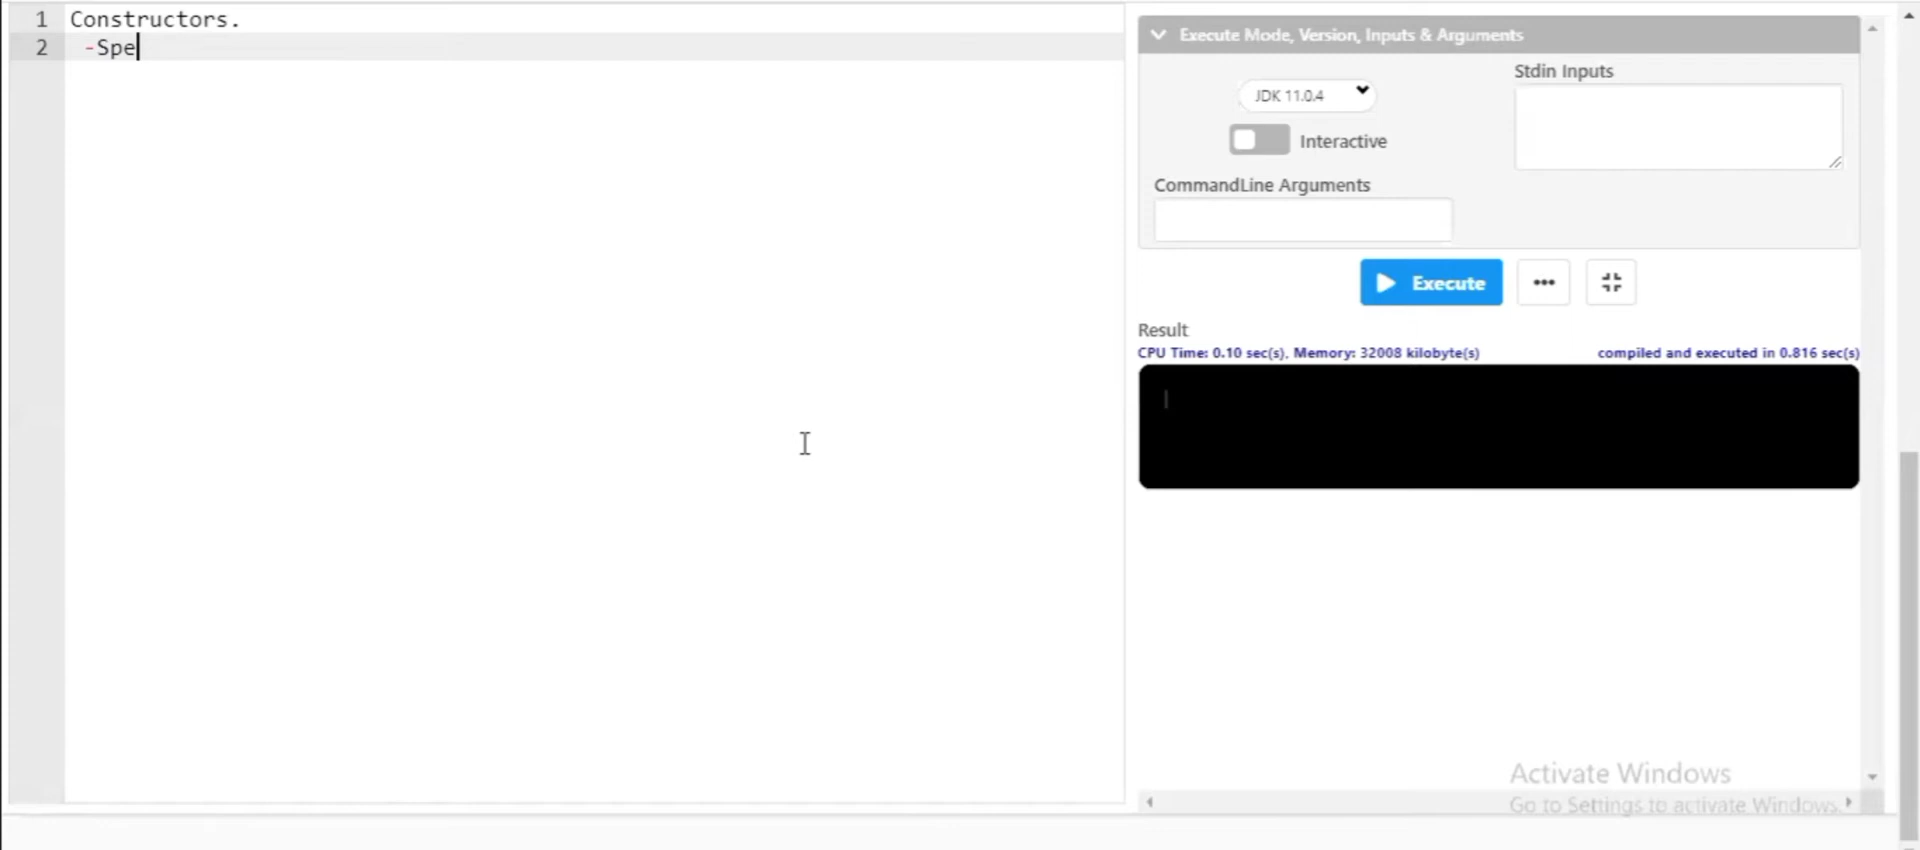 1 Constructors.
2 -Spe
Execute Mode, Version, Inputs & Arguments
JDK 11.0.4
Interactive
Stdin Inputs
CommandLine Arguments
Execute
Result
CPU Time: 0.10 sec(s), Memory: 32008 kilobyte(s)
compiled and executed in 0.816 sec(s)
Activate Windows
Go to Settings to activate Windows.